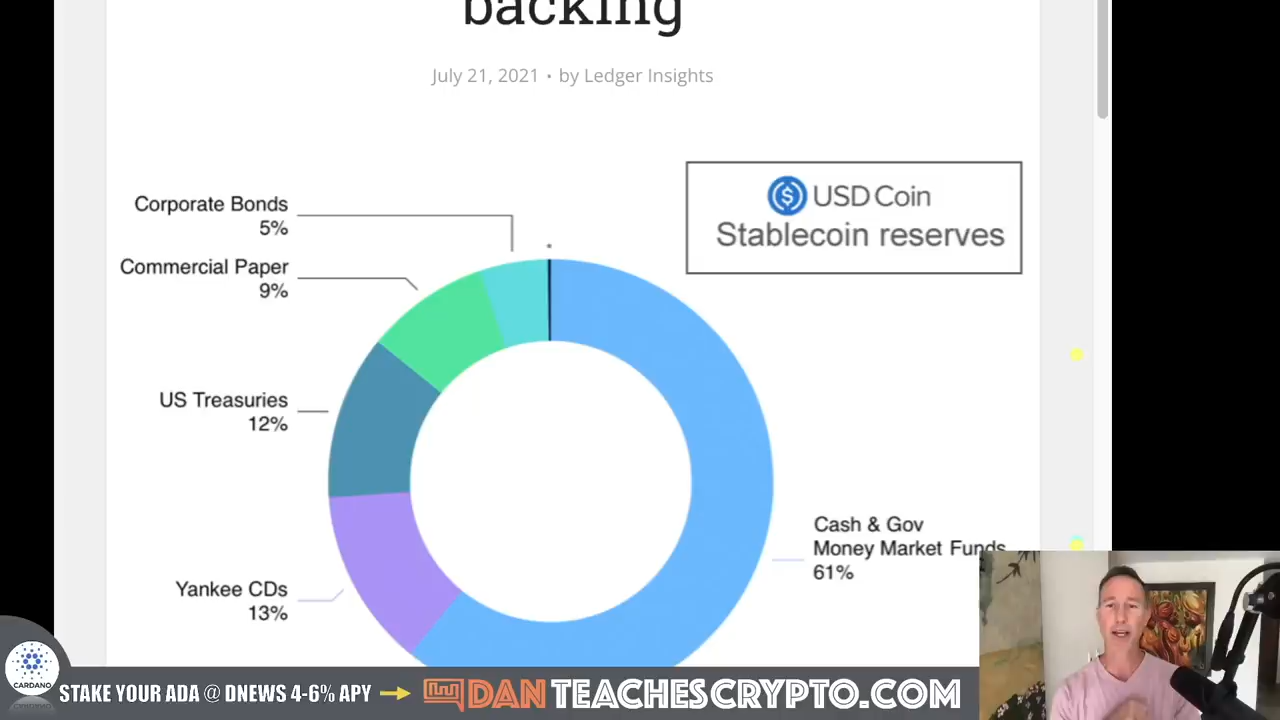 backing
July 21, 2021 • by Ledger Insights
USD Coin
Stablecoin reserves
Corporate Bonds
5%
Commercial Paper
9%
US Treasuries
12%
Cash & Gov
Money Market Funds
61%
Yankee CDs
13%
CARDANO
STAKE YOUR ADA @ DNEWS 4-6% APY
DANTEACHESCRYPTO.COM